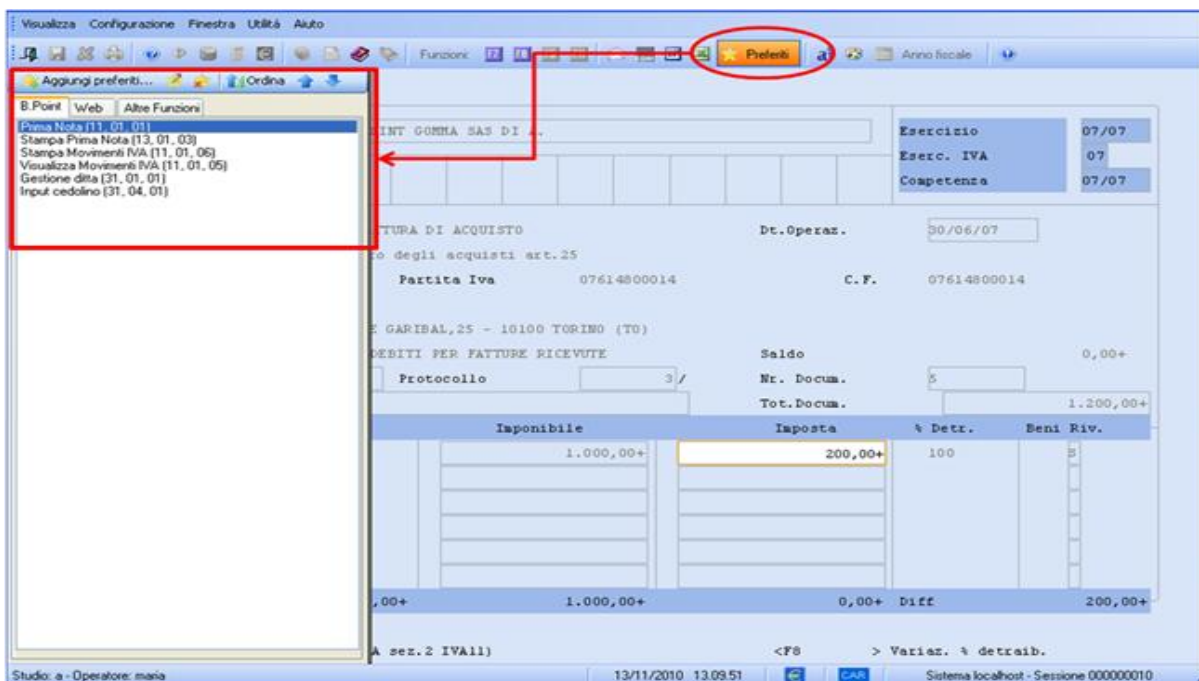 Visualizza Configurazione Finestra Utilità Aiuto
Funzioni: Preferiti Anno fiscale
Aggiungi preferiti... Ordina
B.Point Web Altre Funzioni
Prima Nota (11, 01, 01)
Stampa Prima Nota (13, 01, 03)
Stampa Movimenti IVA (11, 01, 06)
Visualizza Movimenti IVA (11, 01, 05)
Gestione ditta (31, 01, 01)
Input cedolino (31, 04, 01)
INT GOMMA SAS DI A.
Esercizio 07/07
Eserc. IVA 07
Competenza 07/07
TURA DI ACQUISTO Dt.Operaz. 30/06/07
o degli acquisti art.25
Partita Iva 07614800014 C.F. 07614800014
E GARIBAL,25 - 10100 TORINO (TO)
DEBITI PER FATTURE RICEVUTE Saldo 0,00+
Protocollo 3/ Nr. Docum. 5
Tot.Docum. 1.200,00+
Imponibile Imposta % Detr. Beni Riv.
1.000,00+ 200,00+ 100
,00+ 1.000,00+ 0,00+ Diff 200,00+
A sez.2 IVA11) <F8 > Variaz. % detraib.
Studio: a - Operatore: maria 13/11/2010 13.09.51 CAR Sistema localhost - Sessione 000000010